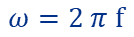 ω = 2 π f